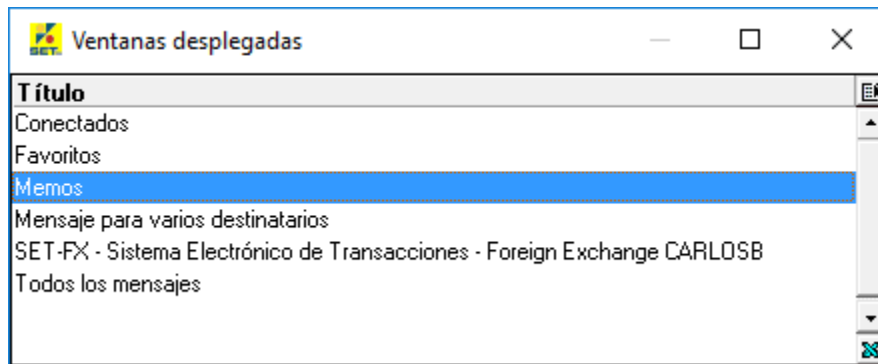 SET
Ventanas desplegadas
Título
Conectados
Favoritos
Memos
Mensaje para varios destinatarios
SET-FX - Sistema Electrónico de Transacciones - Foreign Exchange CARLOSB
Todos los mensajes